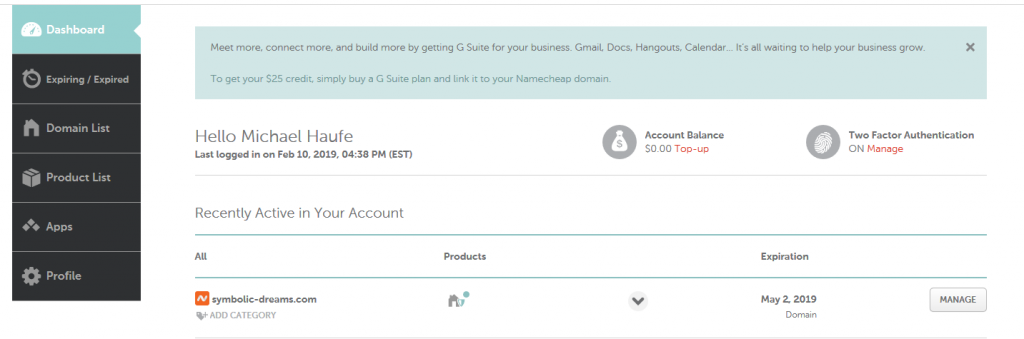 Dashboard
Expiring / Expired
Domain List
Product List
Apps
Profile
Meet more, connect more, and build more by getting G Suite for your business. Gmail, Docs, Hangouts, Calendar... It's all waiting to help your business grow.
To get your $25 credit, simply buy a G Suite plan and link it to your Namecheap domain.
Hello Michael Haufe
Last logged in on Feb 10, 2019, 04:38 PM (EST)
Account Balance
$0.00 Top-up
Two Factor Authentication
ON Manage
Recently Active in Your Account
All Products Expiration
symbolic-dreams.com May 2, 2019 MANAGE
ADD CATEGORY Domain